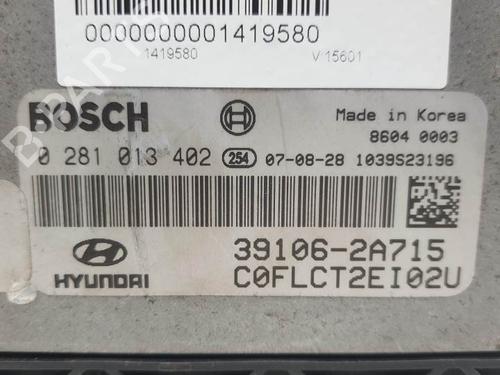 0000000001419580
1419580 V 15601
BOSCH
Made in Korea
8604 0003
0 281 013 402 254 07-08-28 1039S23196
39106-2A715
HYUNDAI
C0FLCT2EI02U
B-PARTS